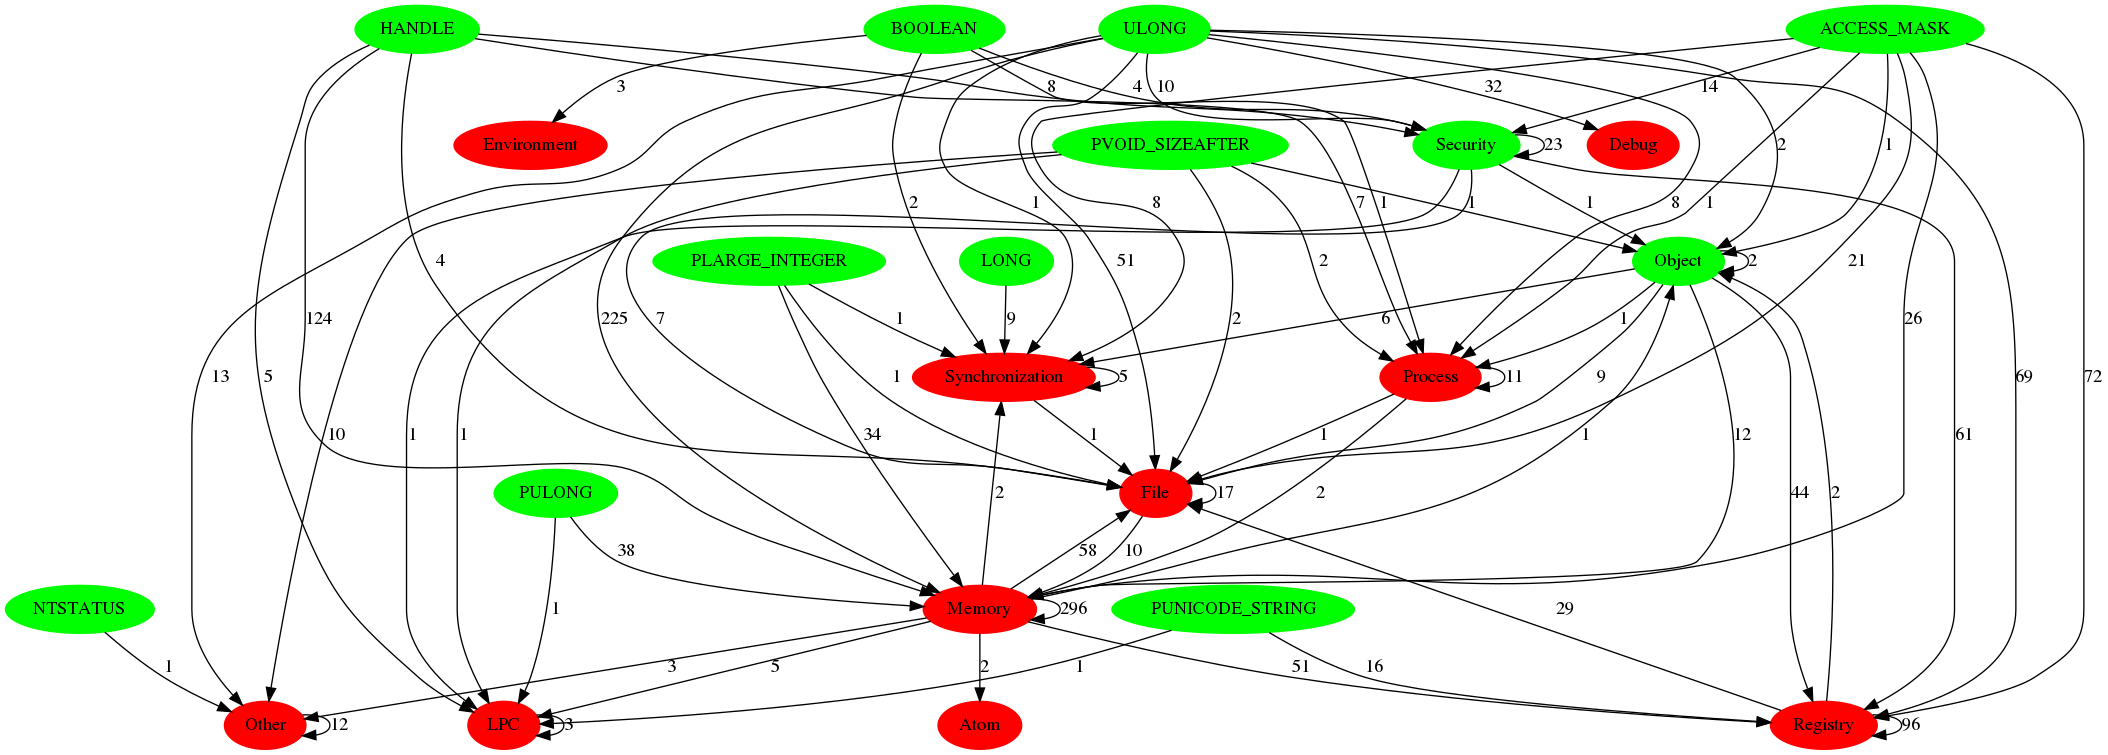 HANDLE BOOLEAN ULONG ACCESS_MASK
3 8 4 10 32 14
Environment PVOID_SIZEAFTER Security 23 Debug 2 1
2 1 8 7 1 1 1 8 1
PLARGE_INTEGER LONG Object 2
4 51 2 21
124 225 7 1 9 2 6 1 26
13 5 Synchronization 5 Process 11 1 9 69 72
10 1 1 34 1 1 1 12 61
PULONG File 17 44 2
38 58 10 2
NTSTATUS 1 Memory 296 PUNICODE_STRING 29
1 3 5 2 1 51 16
Other 12 LPC 3 Atom Registry 96